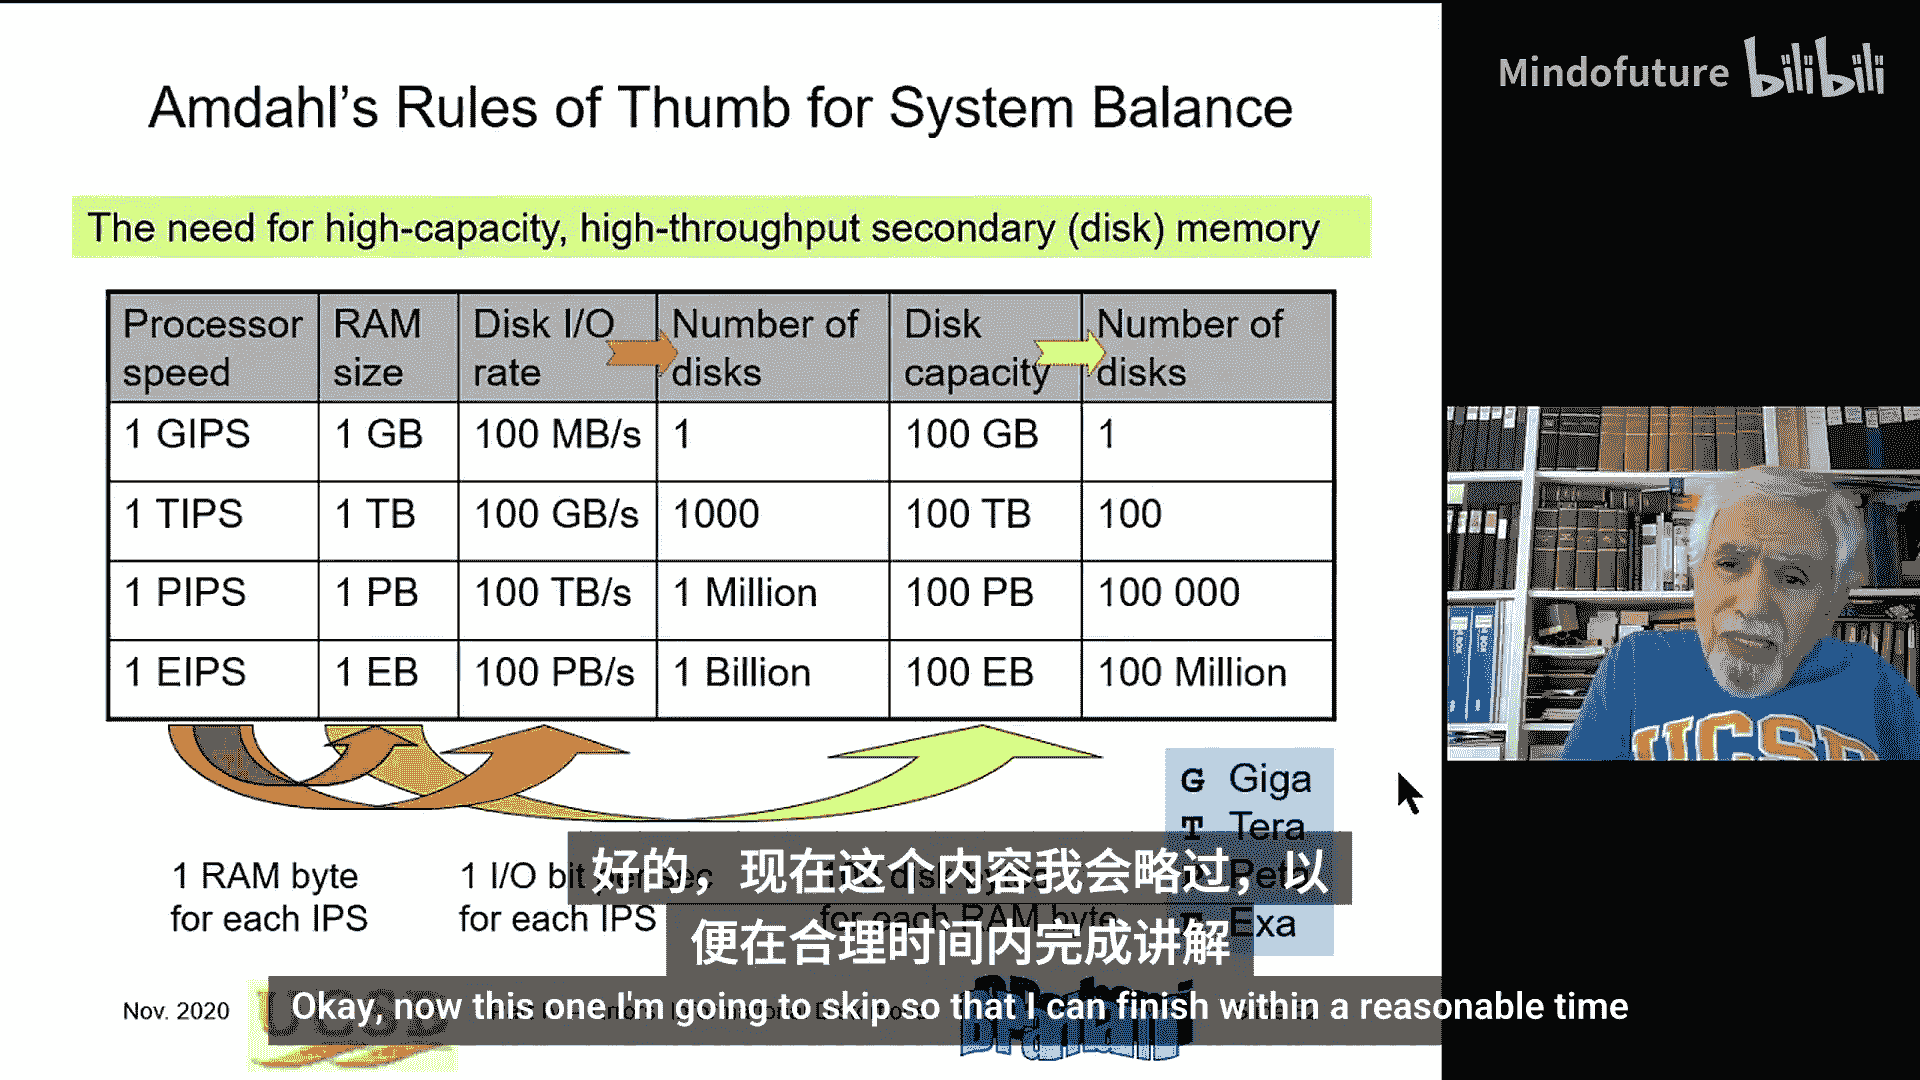 Mindofuture bilibili
Amdahl’s Rules of Thumb for System Balance
The need for high-capacity, high-throughput secondary (disk) memory
Processor speed RAM size Disk I/O rate Number of disks Disk capacity Number of disks
1 GIPS 1 GB 100 MB/s 1 100 GB 1
1 TIPS 1 TB 100 GB/s 1000 100 TB 100
1 PIPS 1 PB 100 TB/s 1 Million 100 PB 100 000
1 EIPS 1 EB 100 PB/s 1 Billion 100 EB 100 Million
G Giga
T Tera
Exa
1 RAM byte
for each IPS
1 I/O bit per sec
for each IPS
for each RAM byte
好的，现在这个内容我会略过，以
便在合理时间内完成讲解
Okay, now this one I'm going to skip so that I can finish within a reasonable time
Nov. 2020
UCSD